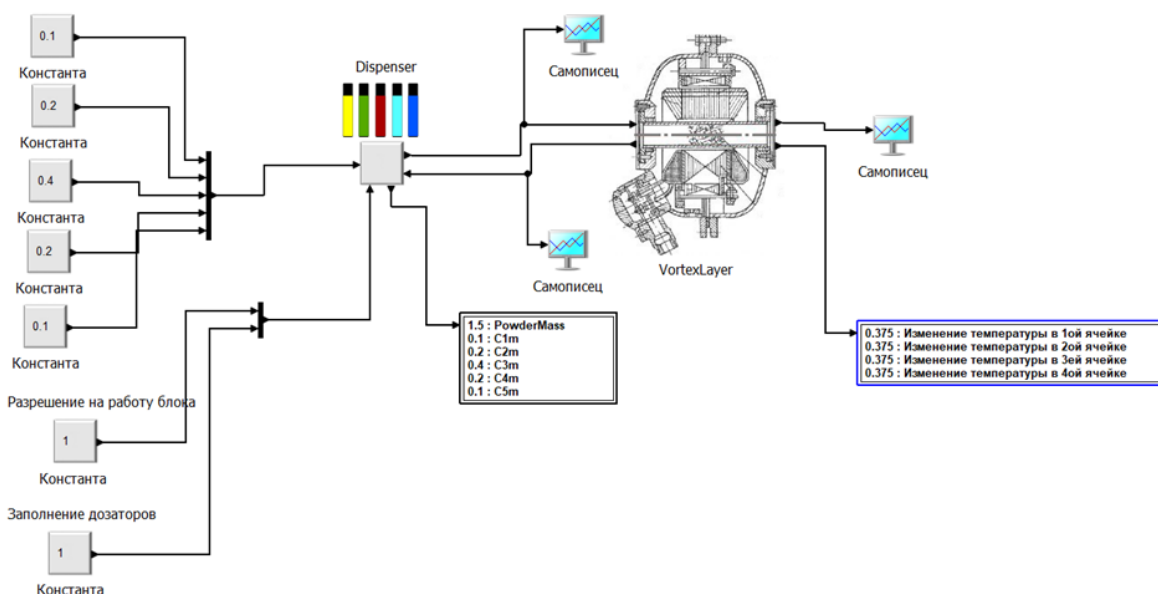 0.1
Константа
0.2
Константа
0.4
Константа
0.2
Константа
0.1
Константа
Разрешение на работу блока
1
Константа
Заполнение дозаторов
1
Константа
Dispenser
Самописец
Самописец
1.5 : PowderMass
0.1 : C1m
0.2 : C2m
0.4 : C3m
0.2 : C4m
0.1 : C5m
VortexLayer
Самописец
0.375 : Изменение температуры в 1ой ячейке
0.375 : Изменение температуры в 2ой ячейке
0.375 : Изменение температуры в 3ей ячейке
0.375 : Изменение температуры в 4ой ячейке